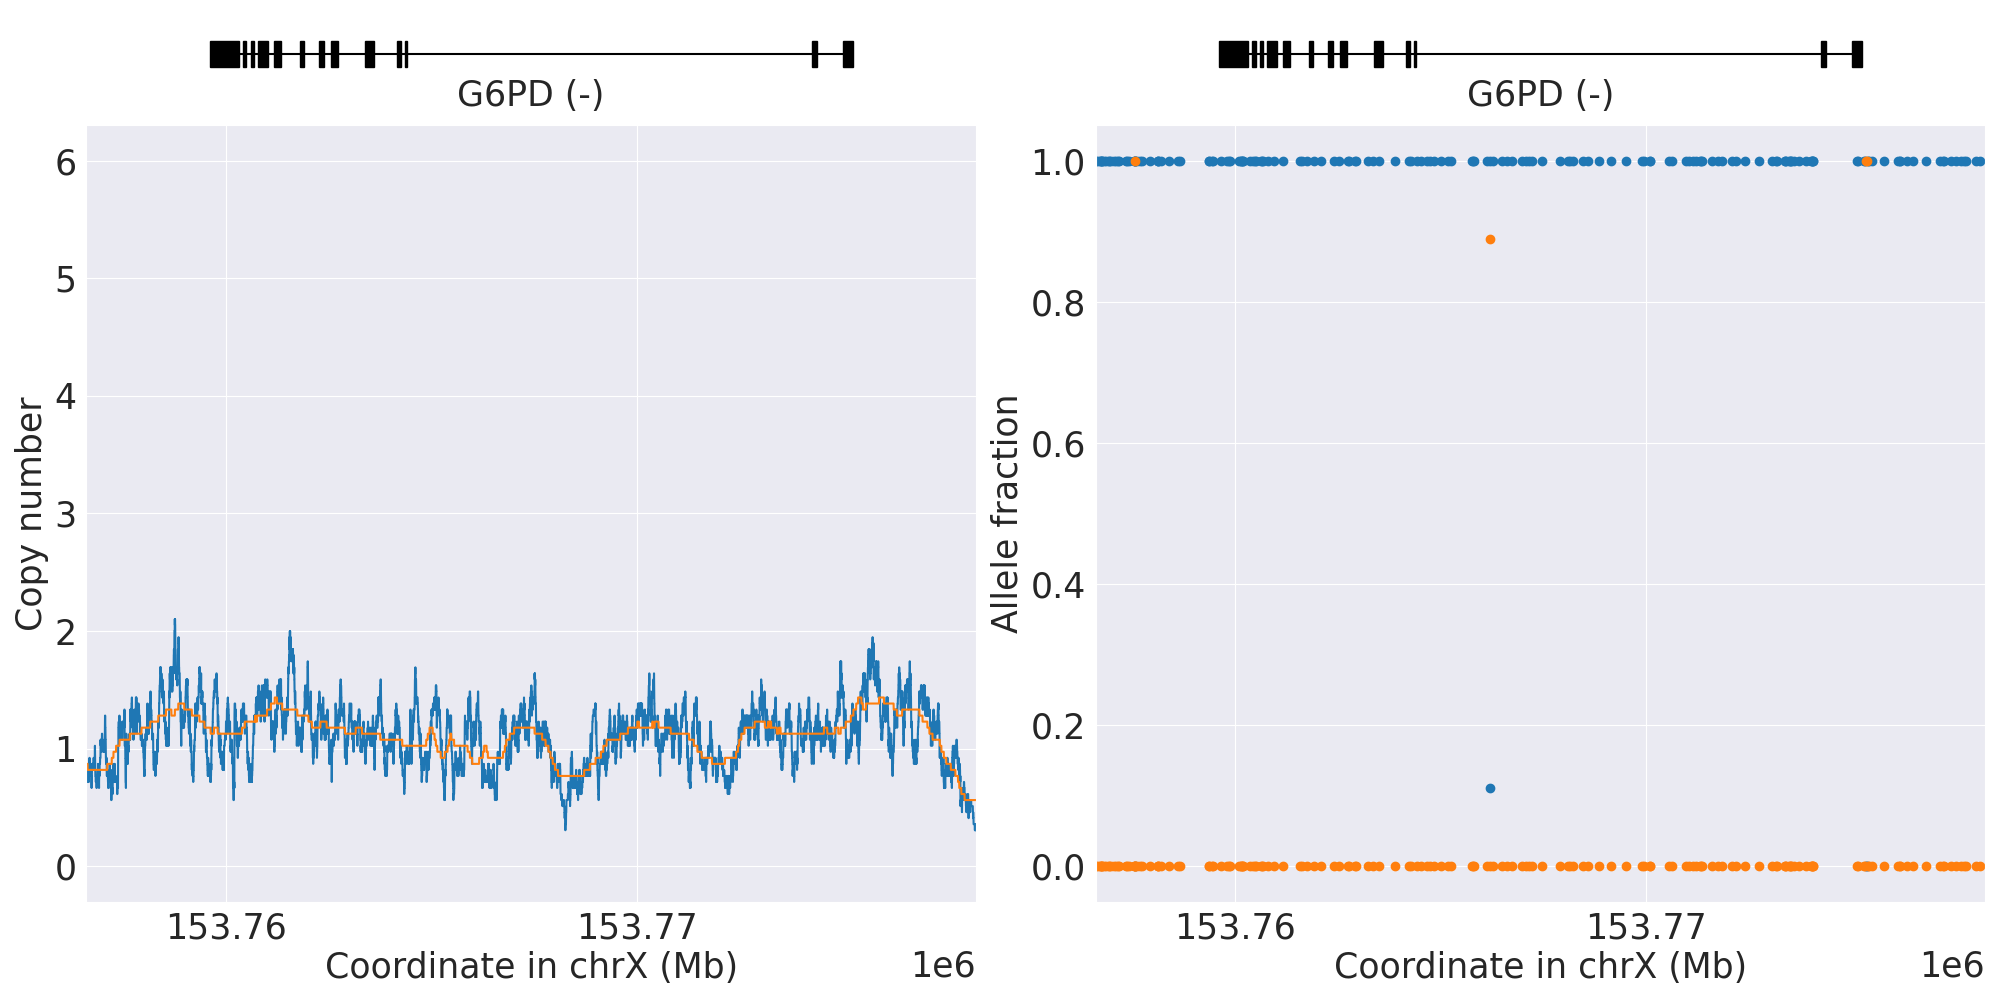 G6PD (-)
6
5
4
3
2
1
0
Copy number
153.76
153.77
Coordinate in chrX (Mb)
1e6
G6PD (-)
1.0
0.8
0.6
0.4
0.2
0.0
Allele fraction
153.76
153.77
Coordinate in chrX (Mb)
1e6